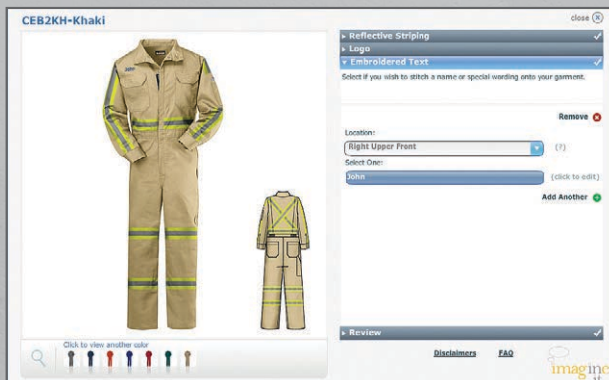 CEB2KH-Khaki
close
Reflective Striping
Logo
Embroidered Text
Select if you wish to stitch a name or special wording onto your garment.
Remove
Location:
Right Upper Front
(?)
Select One:
John
(click to edit)
Add Another
Review
Click to view another color
Disclaimers
FAQ
imagine
it